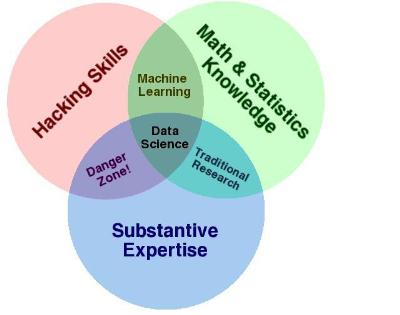 Hacking Skills
Math & Statistics
Knowledge
Machine
Learning
Data
Science
Danger
Zone!
Traditional
Research
Substantive
Expertise